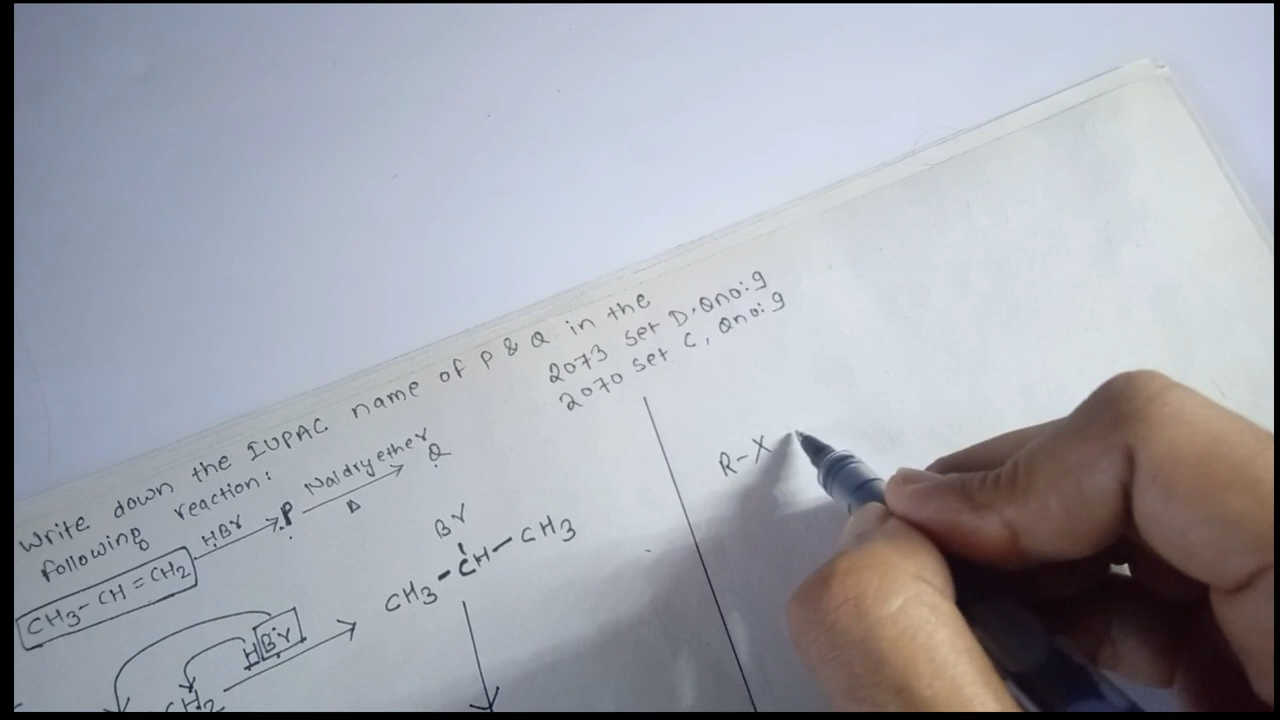 Write down the IUPAC name of P & Q in the
following reaction:
2073 set D, Qno:9
2070 set C, Qno:9
CH3-CH=CH2 HBr P Na/dry ether Δ Q
HBr
CH2
Br
CH3-CH-CH3
R-X